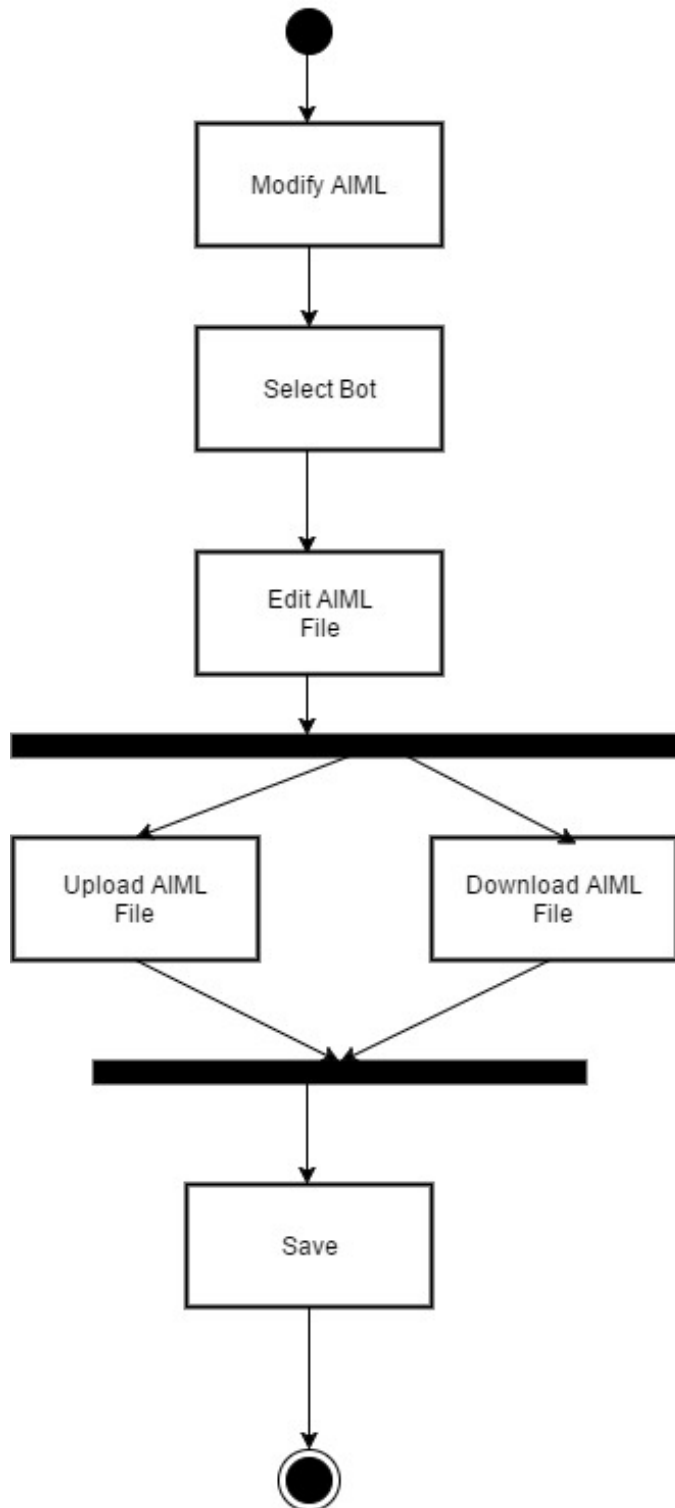 Modify AIML
Select Bot
Edit AIML
File
Upload AIML
File
Download AIML
File
Save